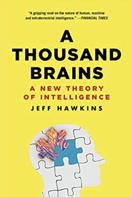 "A gripping read on the nature of human, machine
and extraterrestrial intelligence." —FINANCIAL TIMES
A
THOUSAND
BRAINS
A NEW THEORY
OF INTELLIGENCE
JEFF HAWKINS